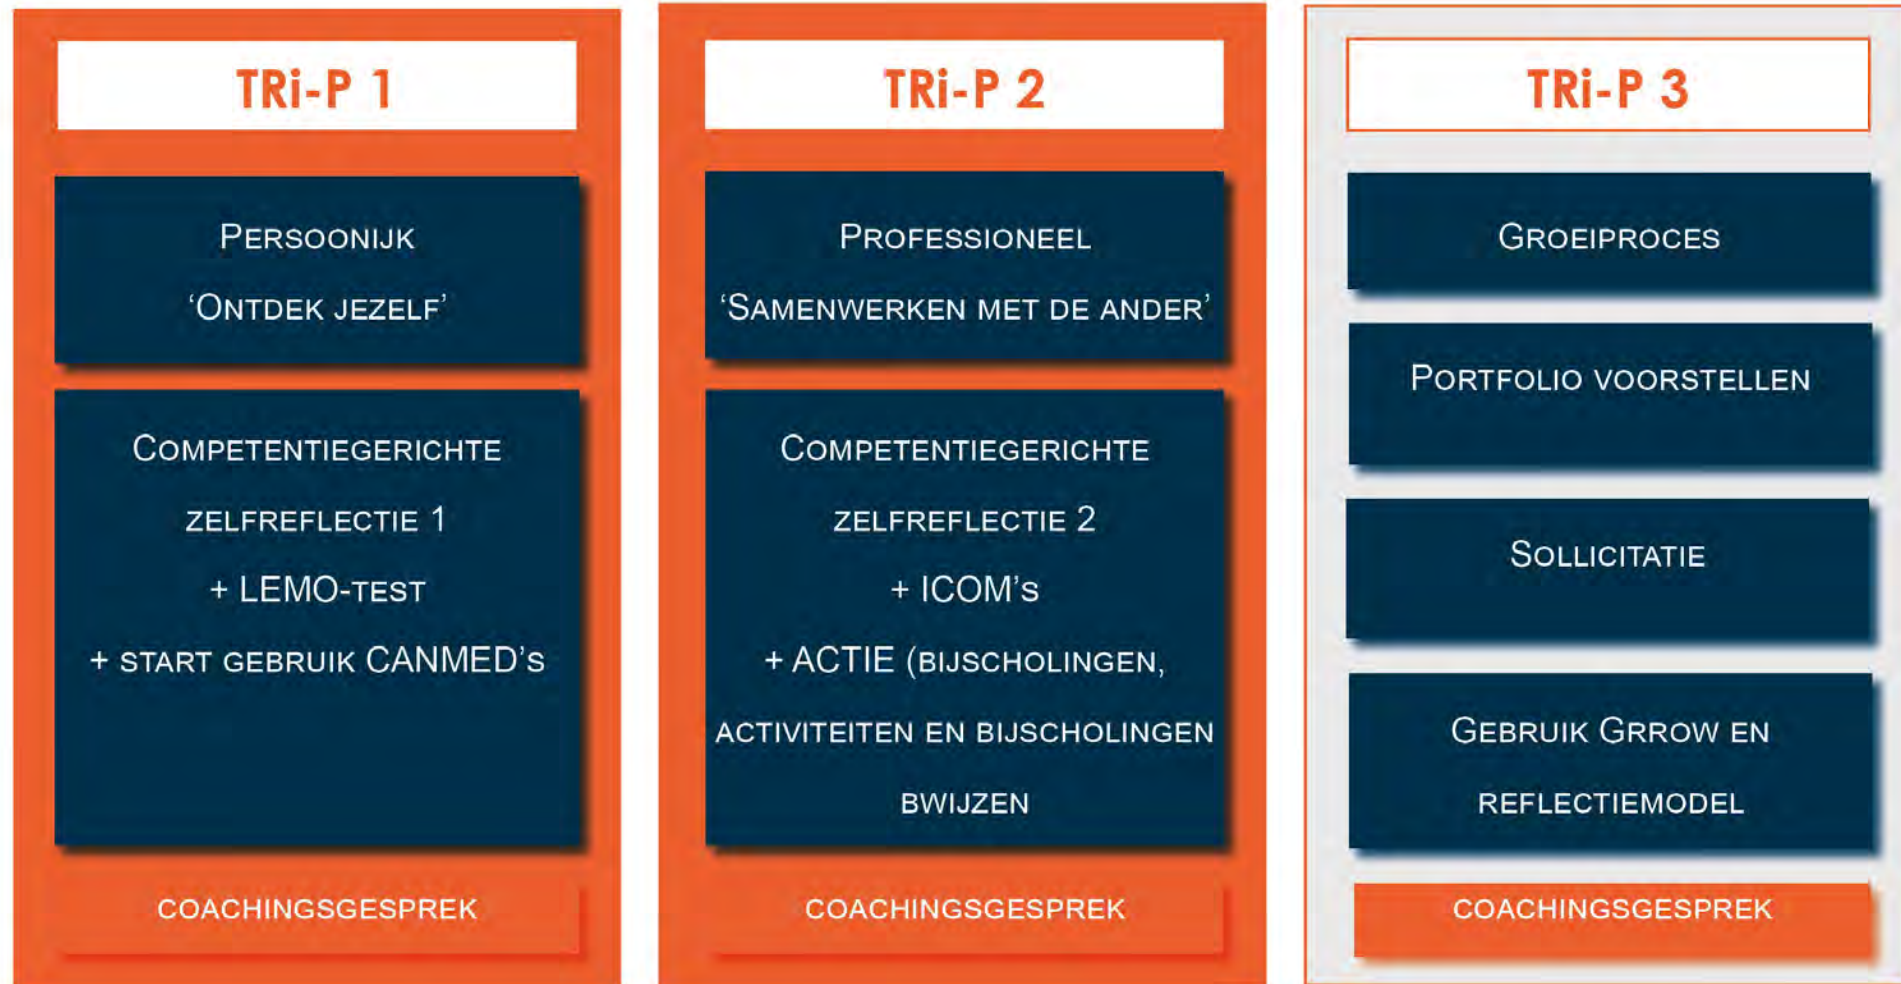 TRi-P 1
PERSOONIJK
‘ONTDEK JEZELF’
COMPETENTIEGERICHTE
ZELFREFLECTIE 1
+ LEMO-TEST
+ START GEBRUIK CANMED’S
COACHINGSGESPREK
TRi-P 2
PROFESSIONEEL
‘SAMENWERKEN MET DE ANDER’
COMPETENTIEGERICHTE
ZELFREFLECTIE 2
+ ICOM’S
+ ACTIE (BIJSCHOLINGEN,
ACTIVITEITEN EN BIJSCHOLINGEN
BWIJZEN
COACHINGSGESPREK
TRi-P 3
GROEIPROCES
PORTFOLIO VOORSTELLEN
SOLLICITATIE
GEBRUIK GRROW EN
REFLECTIEMODEL
COACHINGSGESPREK